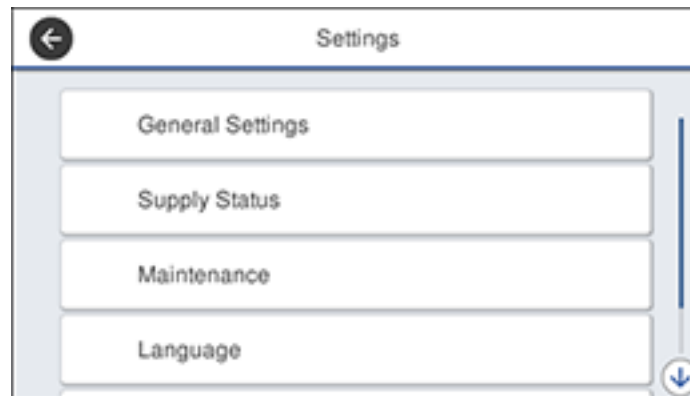 Settings
General Settings
Supply Status
Maintenance
Language